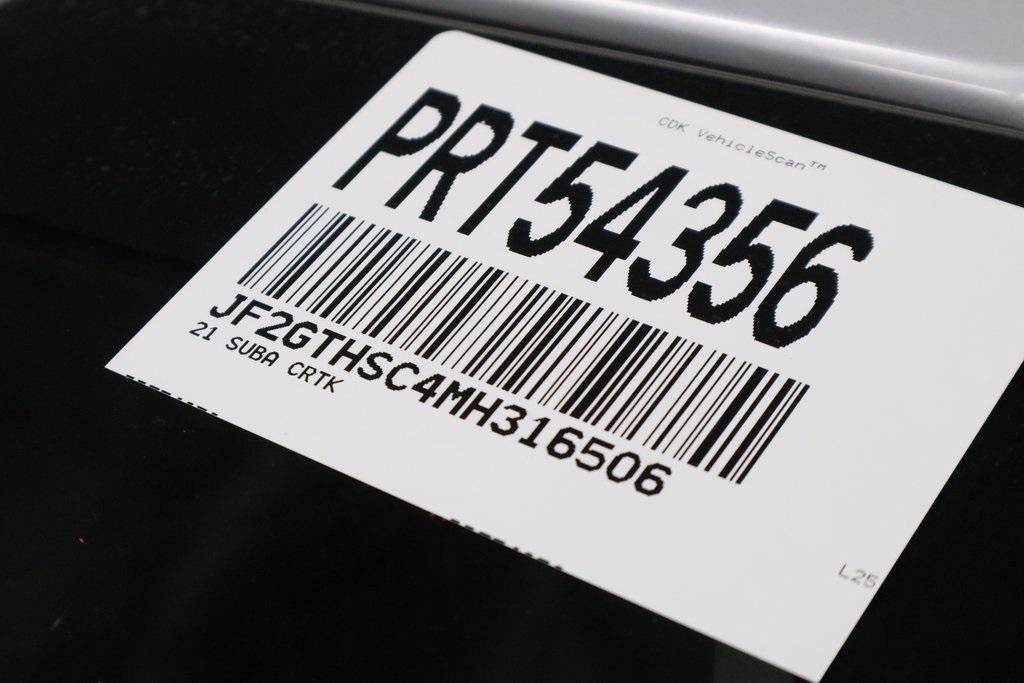 CDK VehicleScan™
PRT54356
JF2GTHSC4MH316506
21 SUBA CRTK
L25